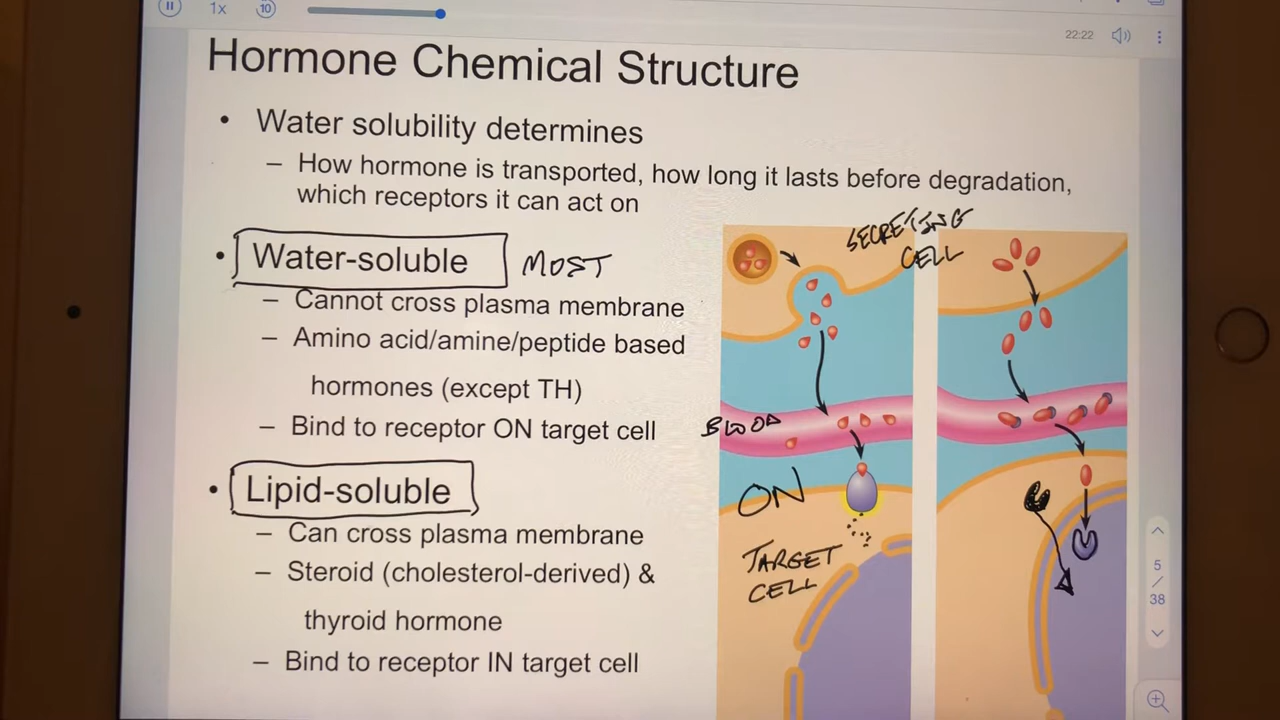 1x
10
22:22
Hormone Chemical Structure
• Water solubility determines
– How hormone is transported, how long it lasts before degradation,
which receptors it can act on
• Water-soluble MOST
– Cannot cross plasma membrane
– Amino acid/amine/peptide based
hormones (except TH)
– Bind to receptor ON target cell
• Lipid-soluble
– Can cross plasma membrane
– Steroid (cholesterol-derived) &
thyroid hormone
– Bind to receptor IN target cell
SECRETING
CELL
BLOOD
ON
TARGET
CELL
5
/
38